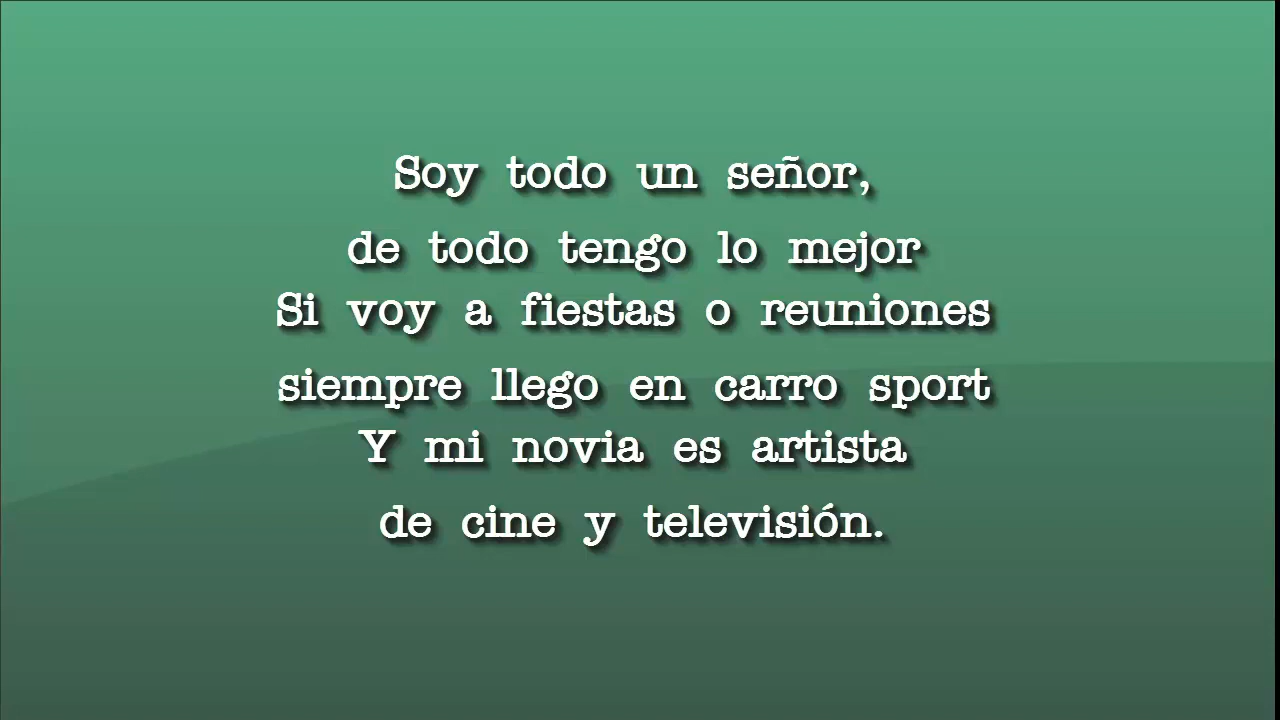 Soy todo un señor,
de todo tengo lo mejor
Si voy a fiestas o reuniones
siempre llego en carro sport
Y mi novia es artista
de cine y televisión.